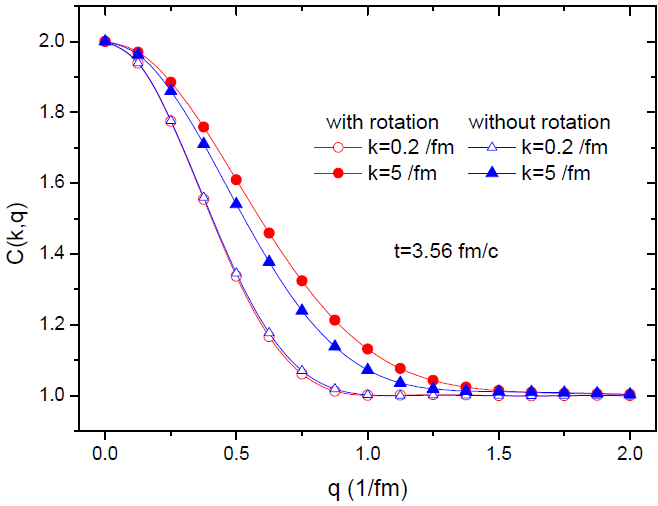 2.0
1.8
1.6
1.4
1.2
1.0
C(k,q)
with rotation without rotation
k=0.2 /fm k=0.2 /fm
k=5 /fm k=5 /fm
t=3.56 fm/c
0.0 0.5 1.0 1.5 2.0
q (1/fm)